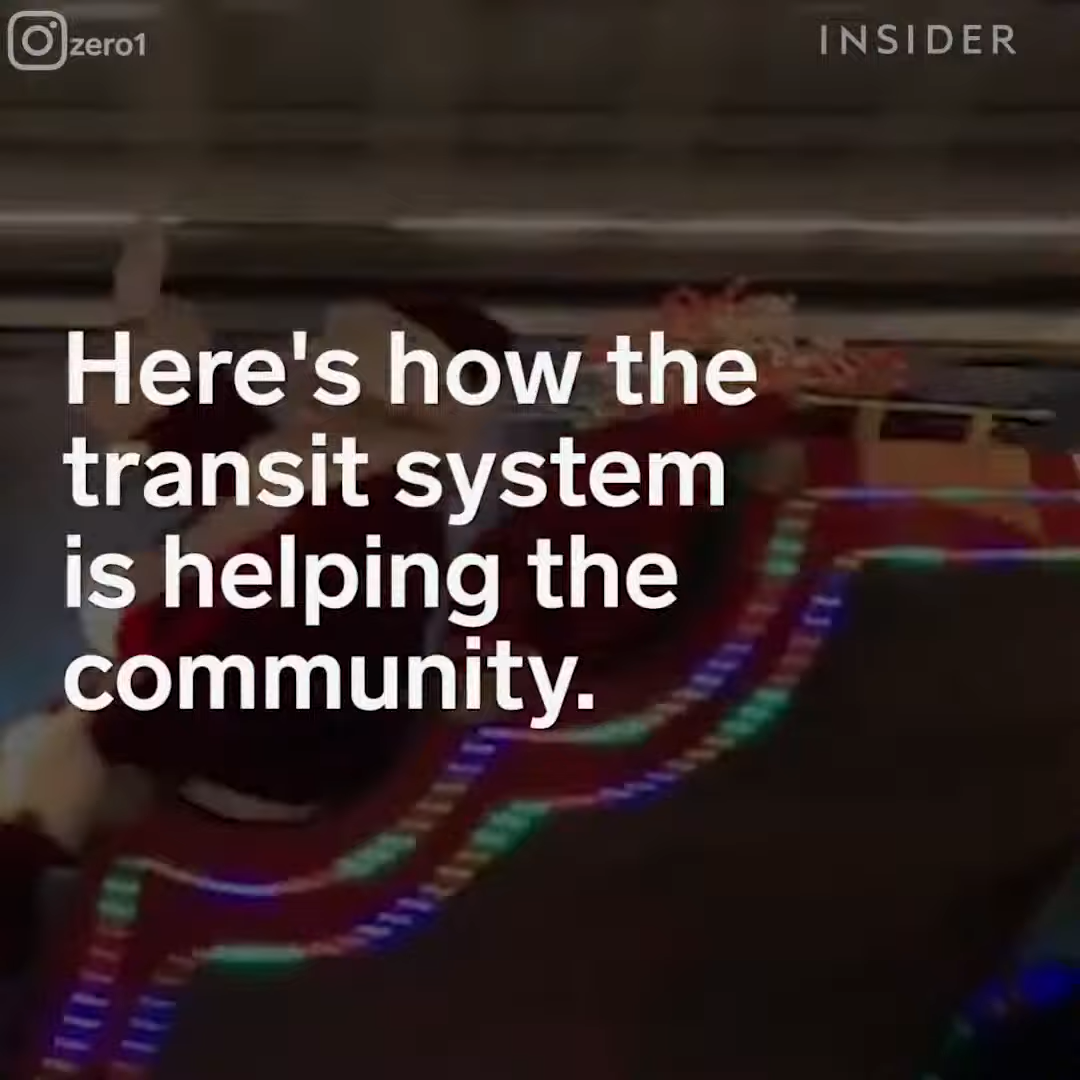 zero1
INSIDER
Here's how the
transit system
is helping the
community.